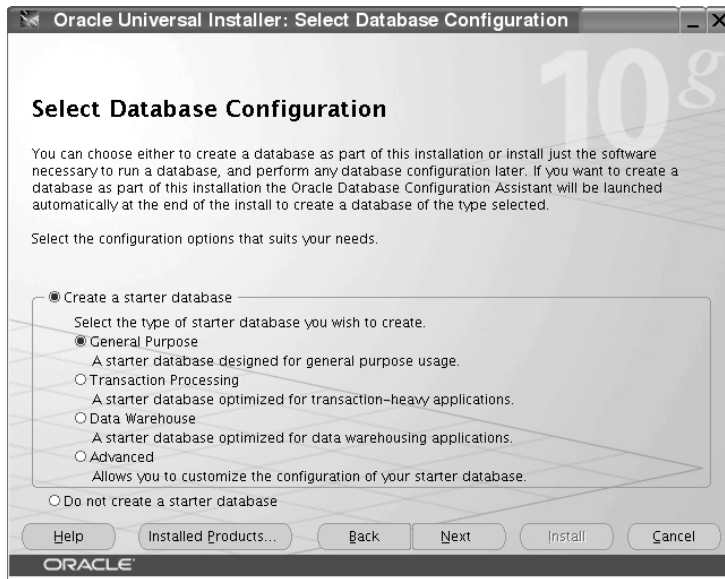 Oracle Universal Installer: Select Database Configuration
10g
Select Database Configuration
You can choose either to create a database as part of this installation or install just the software
necessary to run a database, and perform any database configuration later. If you want to create a
database as part of this installation the Oracle Database Configuration Assistant will be launched
automatically at the end of the install to create a database of the type selected.
Select the configuration options that suits your needs.
Create a starter database
Select the type of starter database you wish to create.
General Purpose
A starter database designed for general purpose usage.
Transaction Processing
A starter database optimized for transaction-heavy applications.
Data Warehouse
A starter database optimized for data warehousing applications.
Advanced
Allows you to customize the configuration of your starter database.
Do not create a starter database
Help Installed Products... Back Next Install Cancel
ORACLE